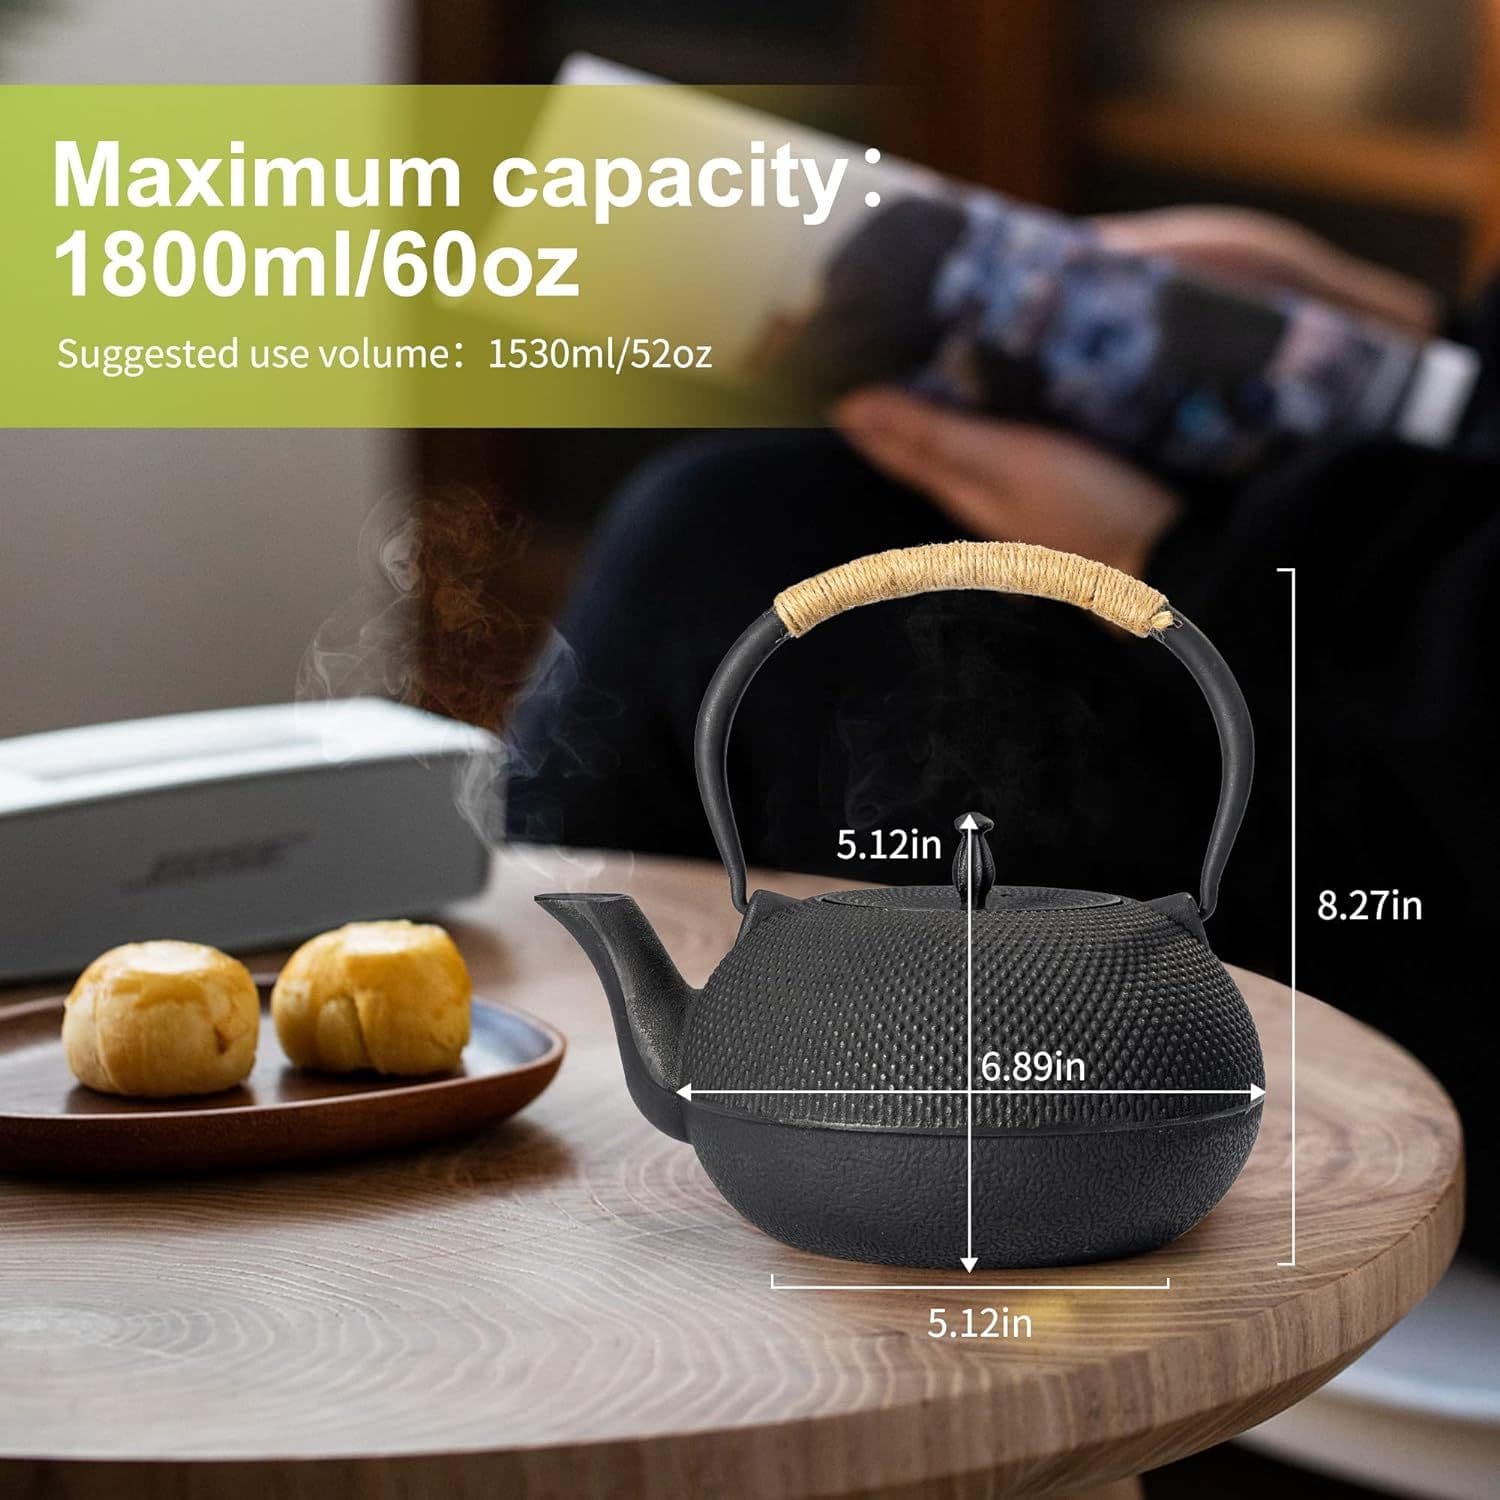 Maximum capacity：
1800ml/60oz
Suggested use volume：1530ml/52oz
5.12in
8.27in
6.89in
5.12in